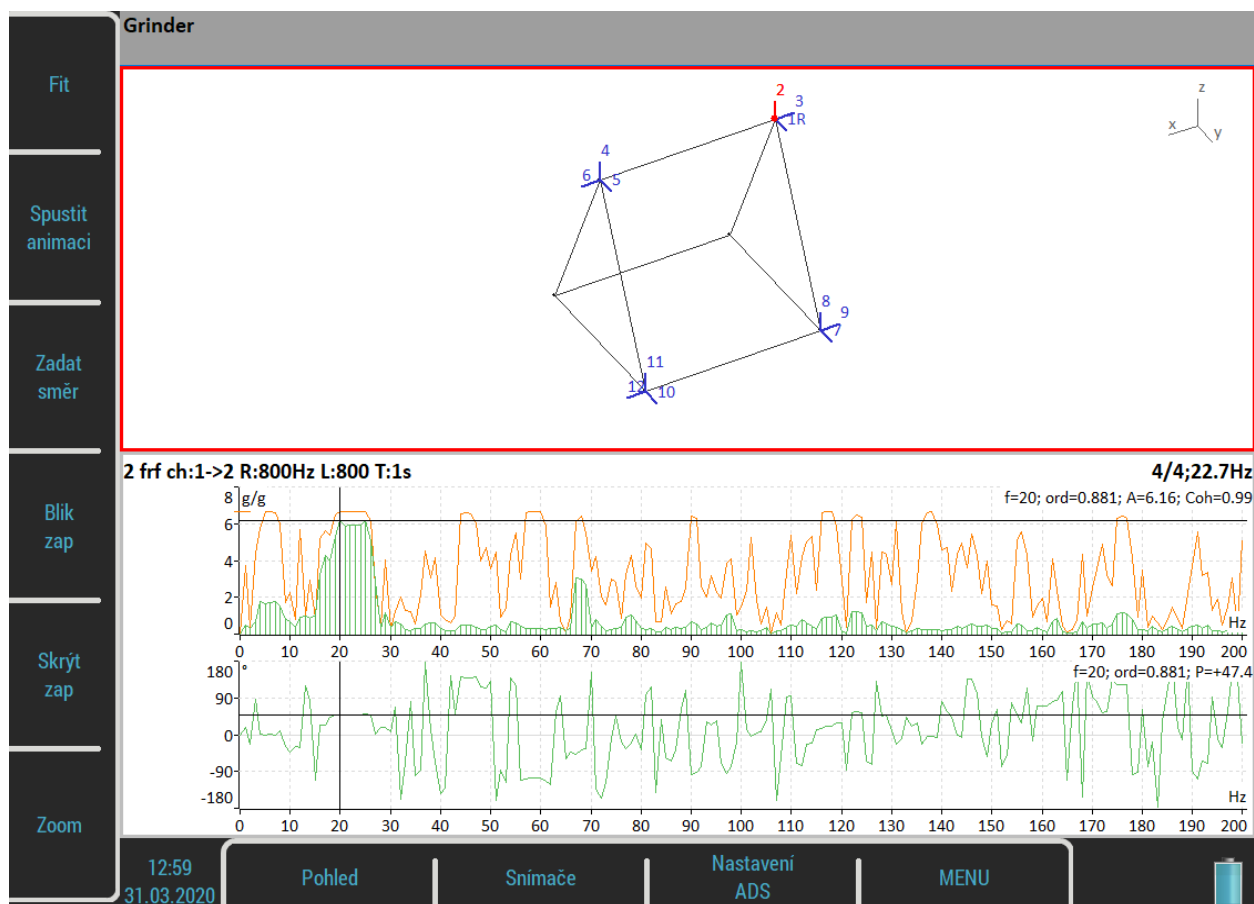 Grinder
Fit
Spustit
animaci
Zadat
směr
Blik
zap
Skrýt
zap
Zoom
2
3
1R
4
6
5
8
9
7
11
12
10
z
x
y
2 frf ch:1->2 R:800Hz L:800 T:1s
4/4;22.7Hz
8
g/g
f=20; ord=0.881; A=6.16; Coh=0.99
6
4
2
0
Hz
0 10 20 30 40 50 60 70 80 90 100 110 120 130 140 150 160 170 180 190 200
180
°
f=20; ord=0.881; P=+47.4
90
0
-90
-180
Hz
0 10 20 30 40 50 60 70 80 90 100 110 120 130 140 150 160 170 180 190 200
12:59
31.03.2020
Pohled
Snímače
Nastavení
ADS
MENU